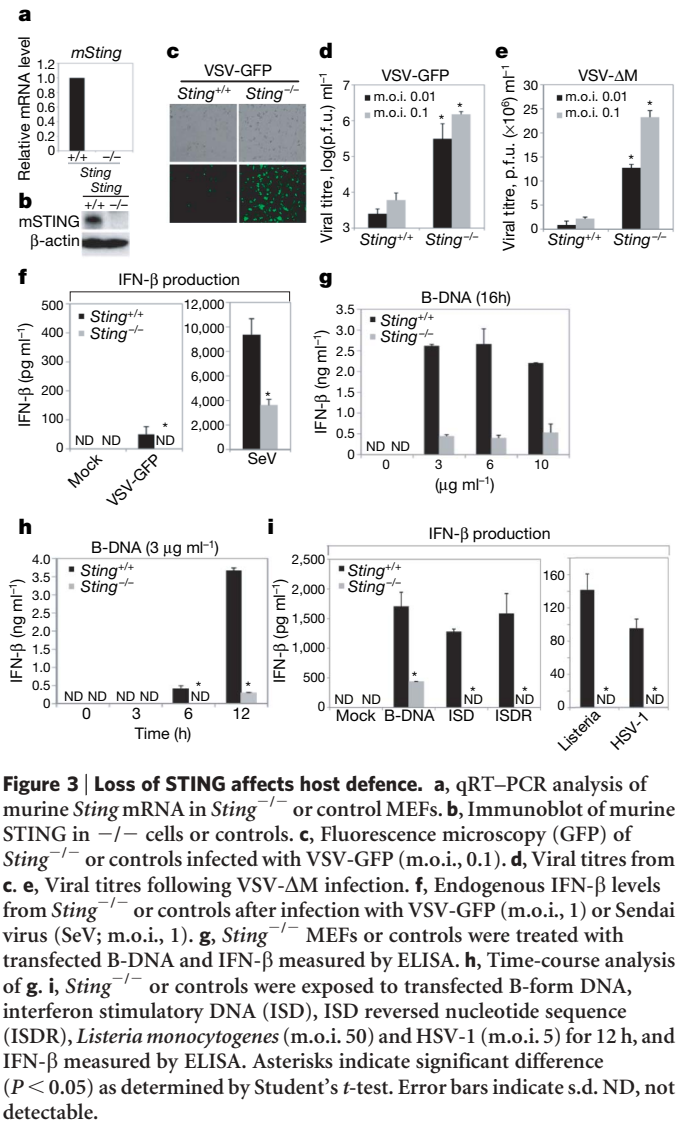 a
mSting
Relative mRNA level
1.2
1.0
0.8
0.6
0.4
0.2
0
+/+ −/−
Sting
b
Sting
+/+ −/−
mSTING
β-actin
c
VSV-GFP
Sting+/+ Sting−/−
d
VSV-GFP
Viral titre, log(p.f.u.) ml−1
7
6
5
4
3
m.o.i. 0.01
m.o.i. 0.1
* *
Sting+/+ Sting−/−
e
VSV-ΔM
Viral titre, p.f.u. (×10⁶) ml−1
30
25
20
15
10
5
0
m.o.i. 0.01
m.o.i. 0.1
* *
Sting+/+ Sting−/−
f
IFN-β production
IFN-β (pg ml−1)
500
400
300
200
100
0
Sting+/+
Sting−/−
ND ND * ND
Mock VSV-GFP
12,000
10,000
8,000
6,000
4,000
2,000
0
*
SeV
g
B-DNA (16h)
IFN-β (ng ml−1)
3.5
3.0
2.5
2.0
1.5
1.0
0.5
0
Sting+/+
Sting−/−
ND ND
0 3 6 10
(μg ml−1)
h
B-DNA (3 μg ml−1)
IFN-β (ng ml−1)
4.0
3.5
3.0
2.5
2.0
1.5
1.0
0.5
0
Sting+/+
Sting−/−
ND ND ND ND * ND *
0 3 6 12
Time (h)
i
IFN-β production
IFN-β (pg ml−1)
2,500
2,000
1,500
1,000
500
0
Sting+/+
Sting−/−
ND ND * * ND * ND
Mock B-DNA ISD ISDR
160
120
80
40
0
* ND * ND
Listeria HSV-1
Figure 3 | Loss of STING affects host defence. a, qRT–PCR analysis of
murine Sting mRNA in Sting−/− or control MEFs. b, Immunoblot of murine
STING in −/− cells or controls. c, Fluorescence microscopy (GFP) of
Sting−/− or controls infected with VSV-GFP (m.o.i., 0.1). d, Viral titres from
c. e, Viral titres following VSV-ΔM infection. f, Endogenous IFN-β levels
from Sting−/− or controls after infection with VSV-GFP (m.o.i., 1) or Sendai
virus (SeV; m.o.i., 1). g, Sting−/− MEFs or controls were treated with
transfected B-DNA and IFN-β measured by ELISA. h, Time-course analysis
of g. i, Sting−/− or controls were exposed to transfected B-form DNA,
interferon stimulatory DNA (ISD), ISD reversed nucleotide sequence
(ISDR), Listeria monocytogenes (m.o.i. 50) and HSV-1 (m.o.i. 5) for 12 h, and
IFN-β measured by ELISA. Asterisks indicate significant difference
(P < 0.05) as determined by Student's t-test. Error bars indicate s.d. ND, not
detectable.